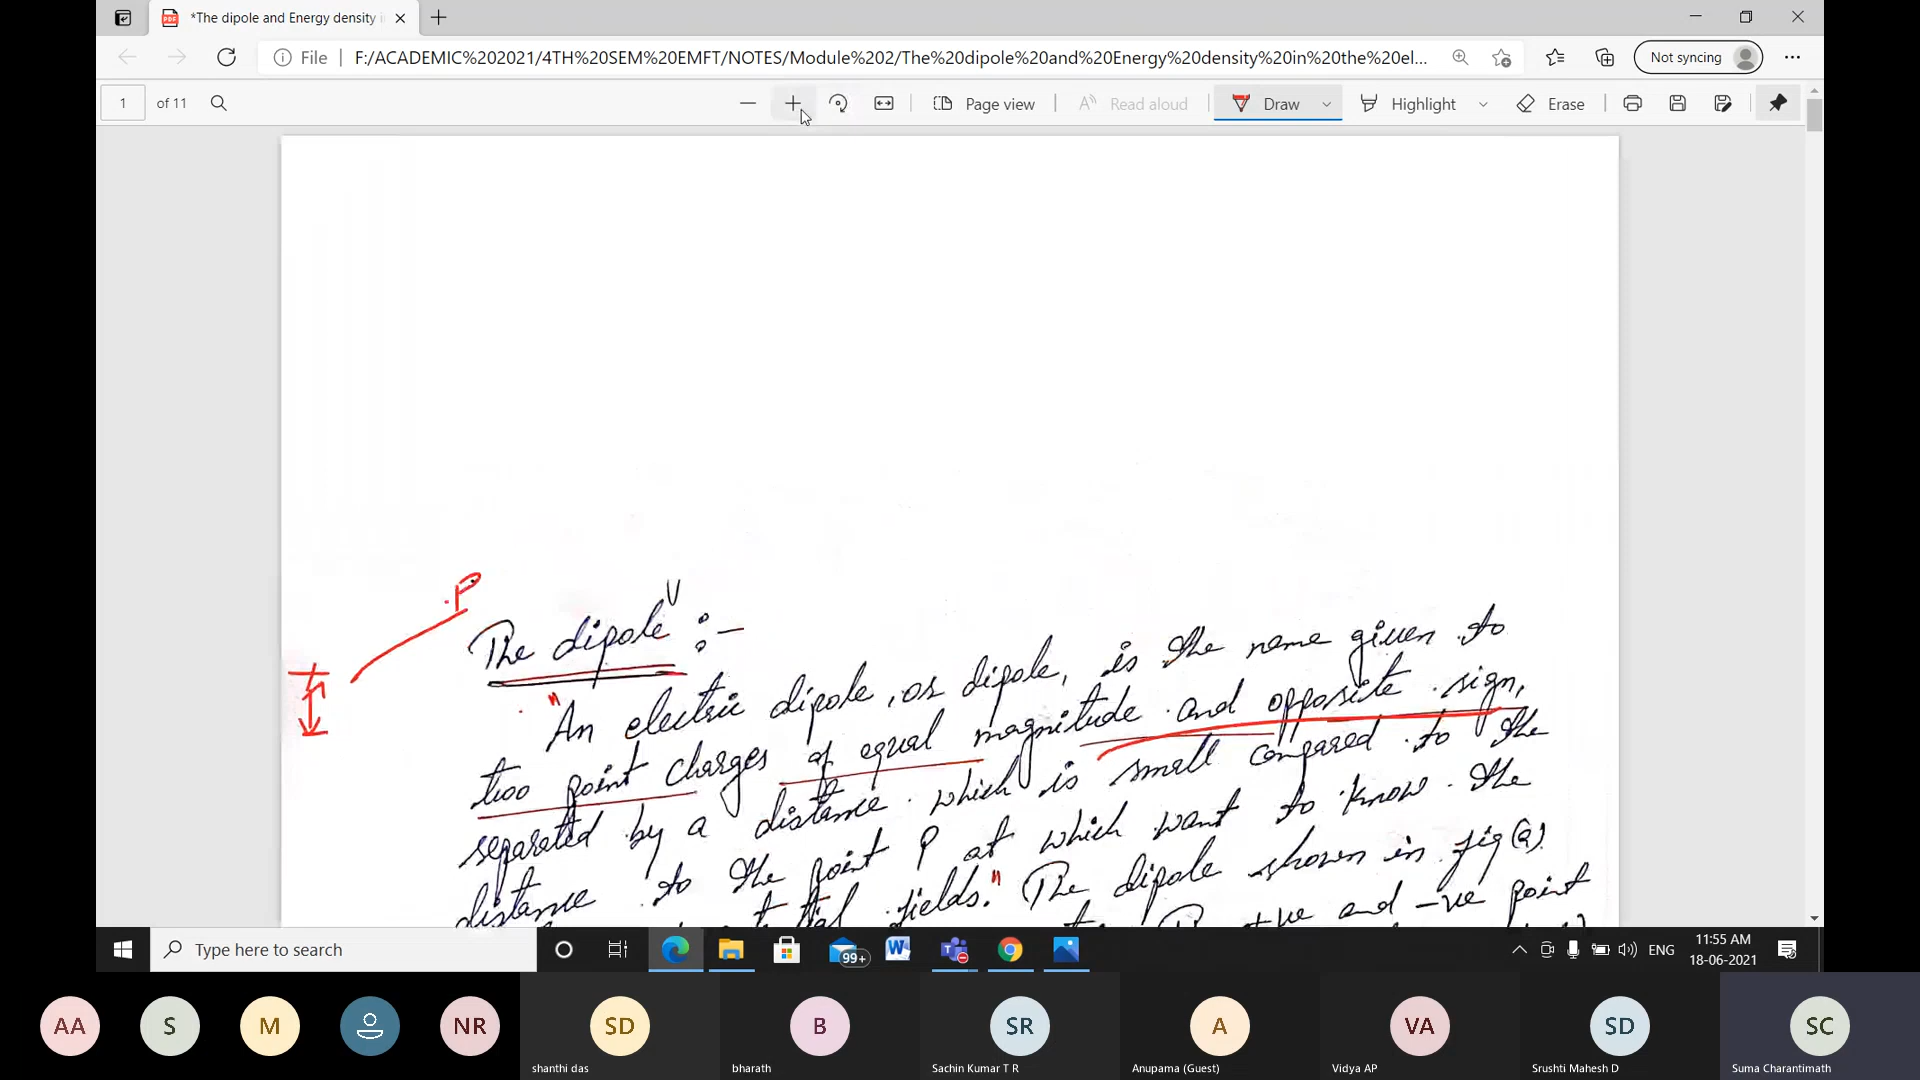 *The dipole and Energy density i
File
F:/ACADEMIC%202021/4TH%20SEM%20EMFT/NOTES/Module%202/The%20dipole%20and%20Energy%20density%20in%20the%20el...
Not syncing
1 of 11
Page view
Read aloud
Draw
Highlight
Erase
P
The dipole :-
"An electric dipole, or dipole, is the name given to
two point charges of equal magnitude and opposite sign,
separated by a distance which is small compared to the
distance to the point P at which want to know the
fields." The dipole shown in fig(a).
+ve and -ve point
Type here to search
99+
ENG
11:55 AM
18-06-2021
AA
S
M
NR
SD
B
SR
A
VA
SD
SC
shanthi das
bharath
Sachin Kumar T R
Anupama (Guest)
Vidya AP
Srushti Mahesh D
Suma Charantimath